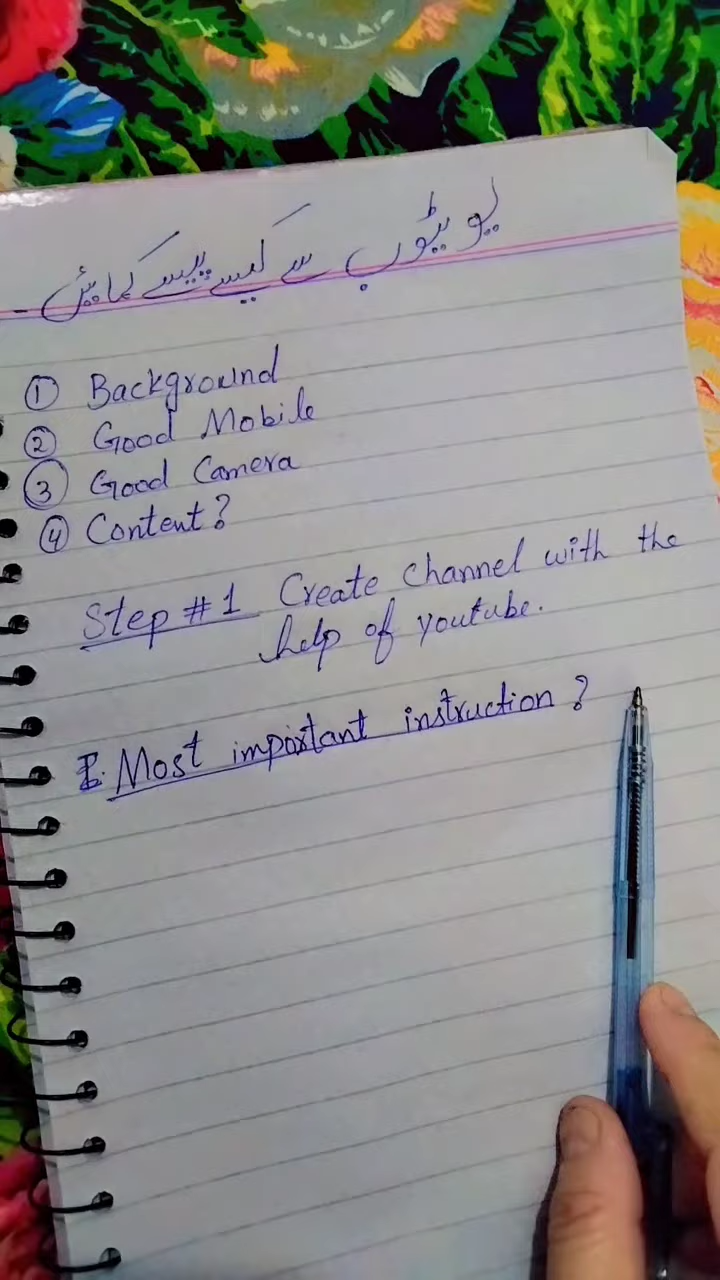 یوٹیوب سے کیسے پیسے کمایئں -
① Background
② Good Mobile
③ Good Camera
④ Content?
Step # 1 Create channel with the
help of youtube.
Most important instruction ?